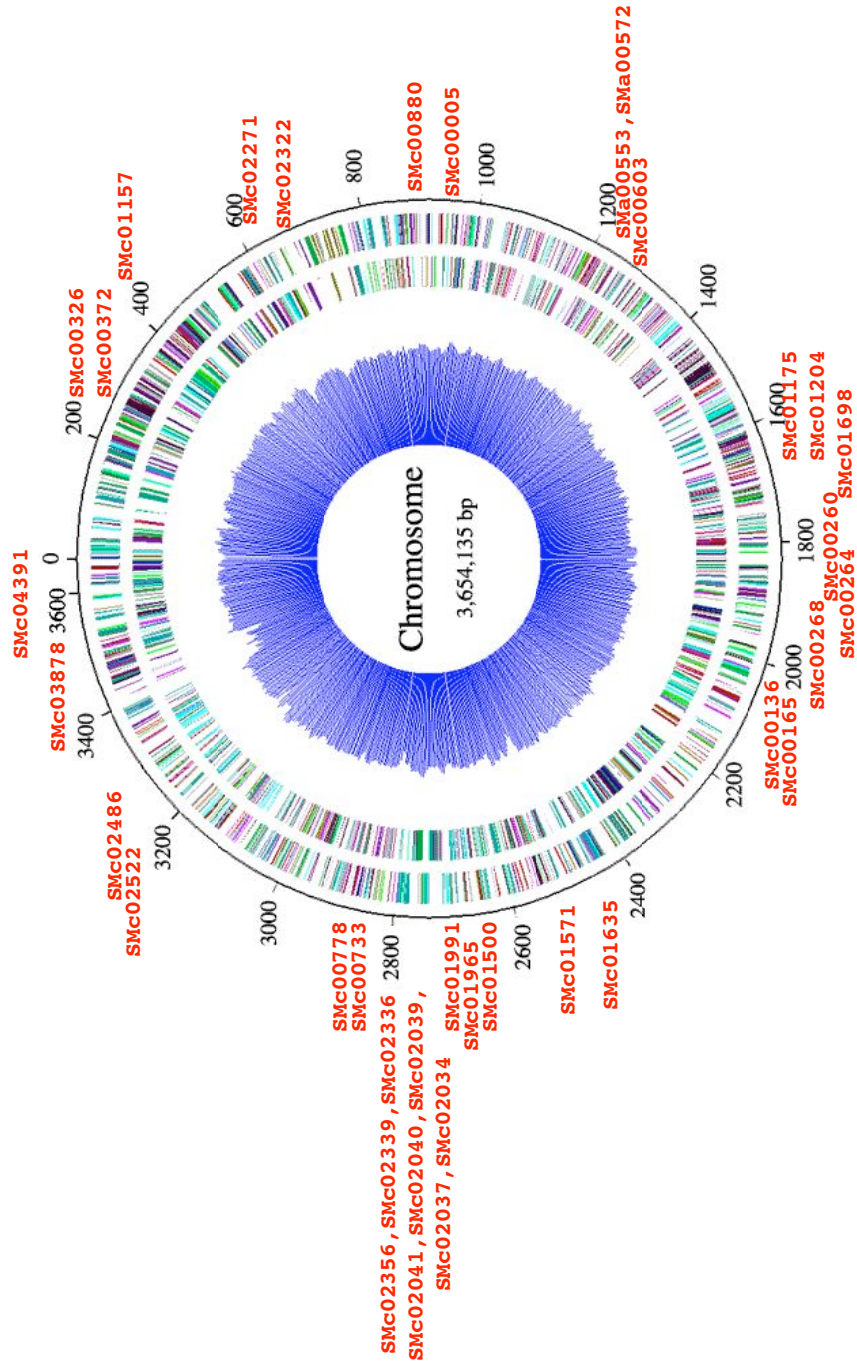 SMc04391
0
200
SMc00326
SMc00372
400
SMc01157
600
SMc02271
SMc02322
800
SMc00880
SMc00005
1000
1200
SMa00553, SMa00572
SMc00603
1400
1600
SMc01175
SMc01204
SMc01698
1800
SMc00260
SMc00264
SMc00268
2000
SMc00136
SMc00165
2200
2400
SMc01635
SMc01571
2600
SMc01991
SMc01965
SMc01500
2800
SMc02356, SMc02339, SMc02336
SMc02041, SMc02040, SMc02039,
SMc02037, SMc02034
SMc00778
SMc00733
3000
3200
SMc02486
SMc02522
3400
SMc03878
3600
Chromosome
3,654,135 bp